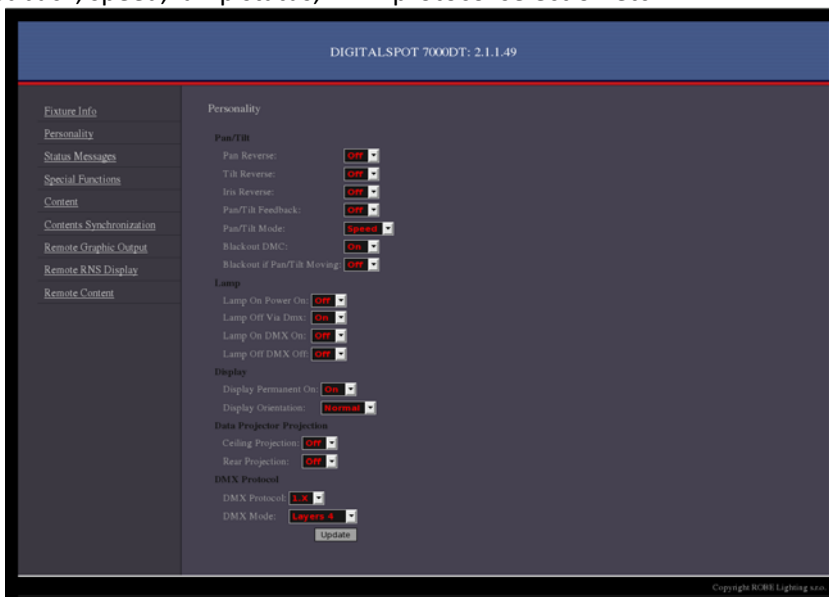 DIGITALSPOT 7000DT: 2.1.1.49
Fixture Info
Personality
Status Messages
Special Functions
Content
Contents Synchronization
Remote Graphic Output
Remote RNS Display
Remote Content
Personality
Pan/Tilt
Pan Reverse: Off
Tilt Reverse: Off
Iris Reverse: Off
Pan/Tilt Feedback: Off
Pan/Tilt Mode: Speed
Blackout DMC: On
Blackout if Pan/Tilt Moving: Off
Lamp
Lamp On Power On: Off
Lamp Off Via Dmx: On
Lamp On DMX On: Off
Lamp Off DMX Off: Off
Display
Display Permanent On: On
Display Orientation: Normal
Data Projector Projection
Ceiling Projection: Off
Rear Projection: Off
DMX Protocol
DMX Protocol: 1.X
DMX Mode: Layers 4
Update
Copyright ROBE Lighting s.r.o.